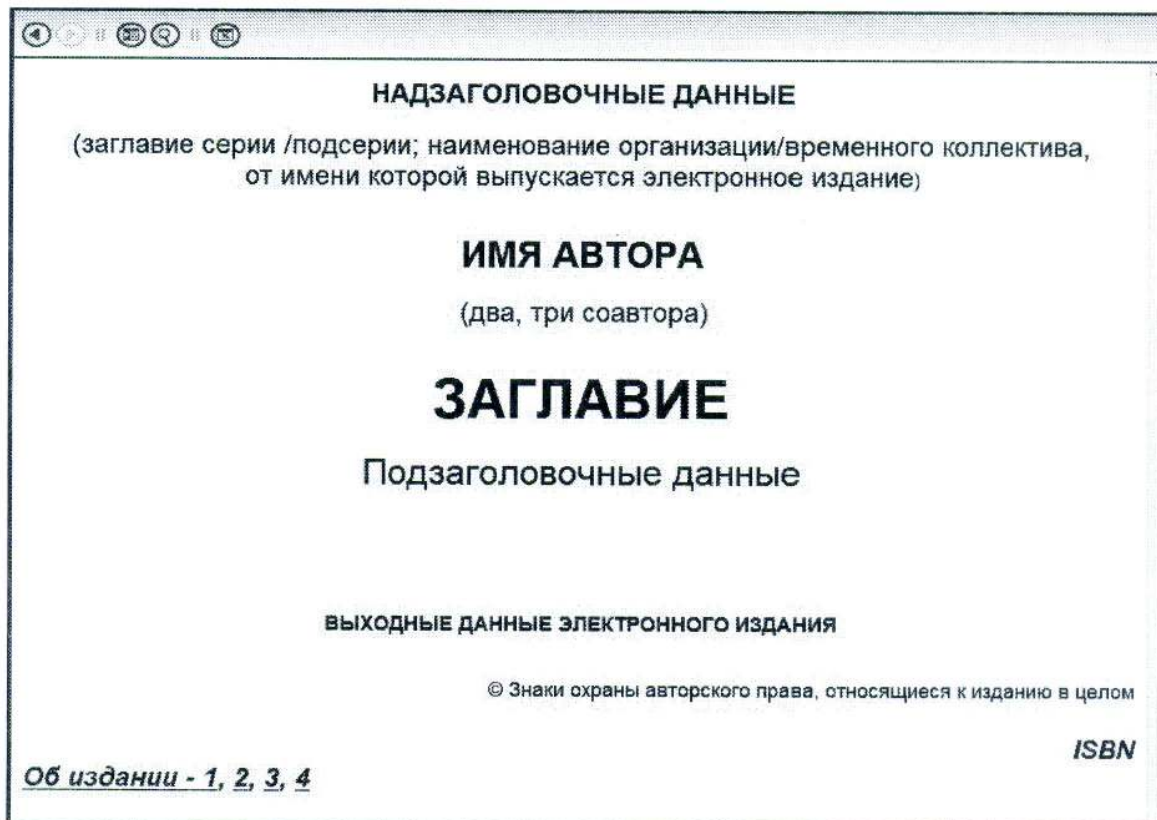 НАДЗАГОЛОВОЧНЫЕ ДАННЫЕ
(заглавие серии /подсерии; наименование организации/временного коллектива,
от имени которой выпускается электронное издание)
ИМЯ АВТОРА
(два, три соавтора)
ЗАГЛАВИЕ
Подзаголовочные данные
ВЫХОДНЫЕ ДАННЫЕ ЭЛЕКТРОННОГО ИЗДАНИЯ
© Знаки охраны авторского права, относящиеся к изданию в целом
ISBN
Об издании - 1, 2, 3, 4